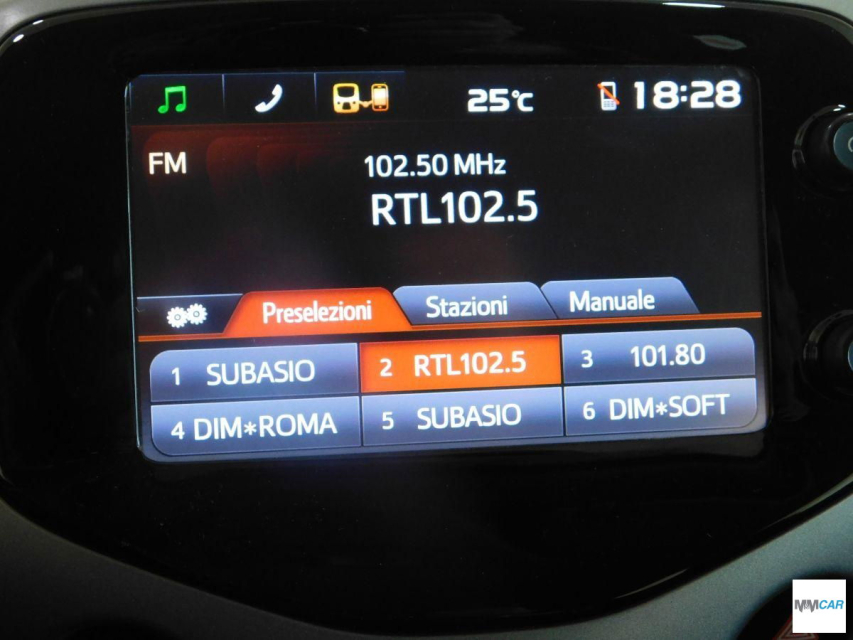 25°C 18:28
FM 102.50 MHz
RTL102.5
Preselezioni Stazioni Manuale
1 SUBASIO 2 RTL102.5 3 101.80
4 DIM*ROMA 5 SUBASIO 6 DIM*SOFT
MMCAR